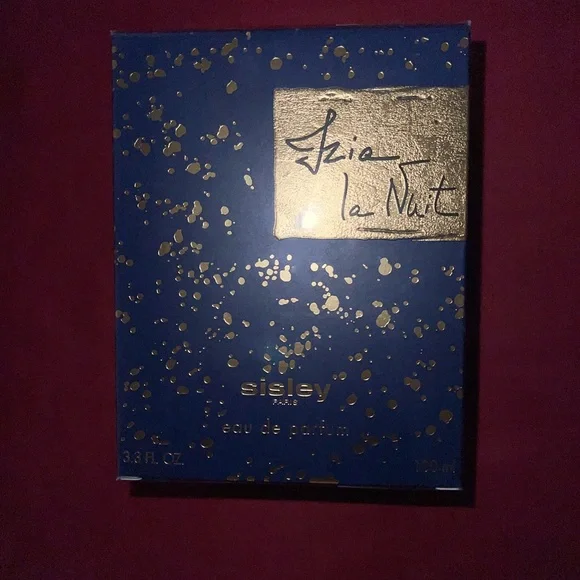 Izia
la Nuit
sisley
PARIS
eau de parfum
3.3 FL. OZ
100 ml